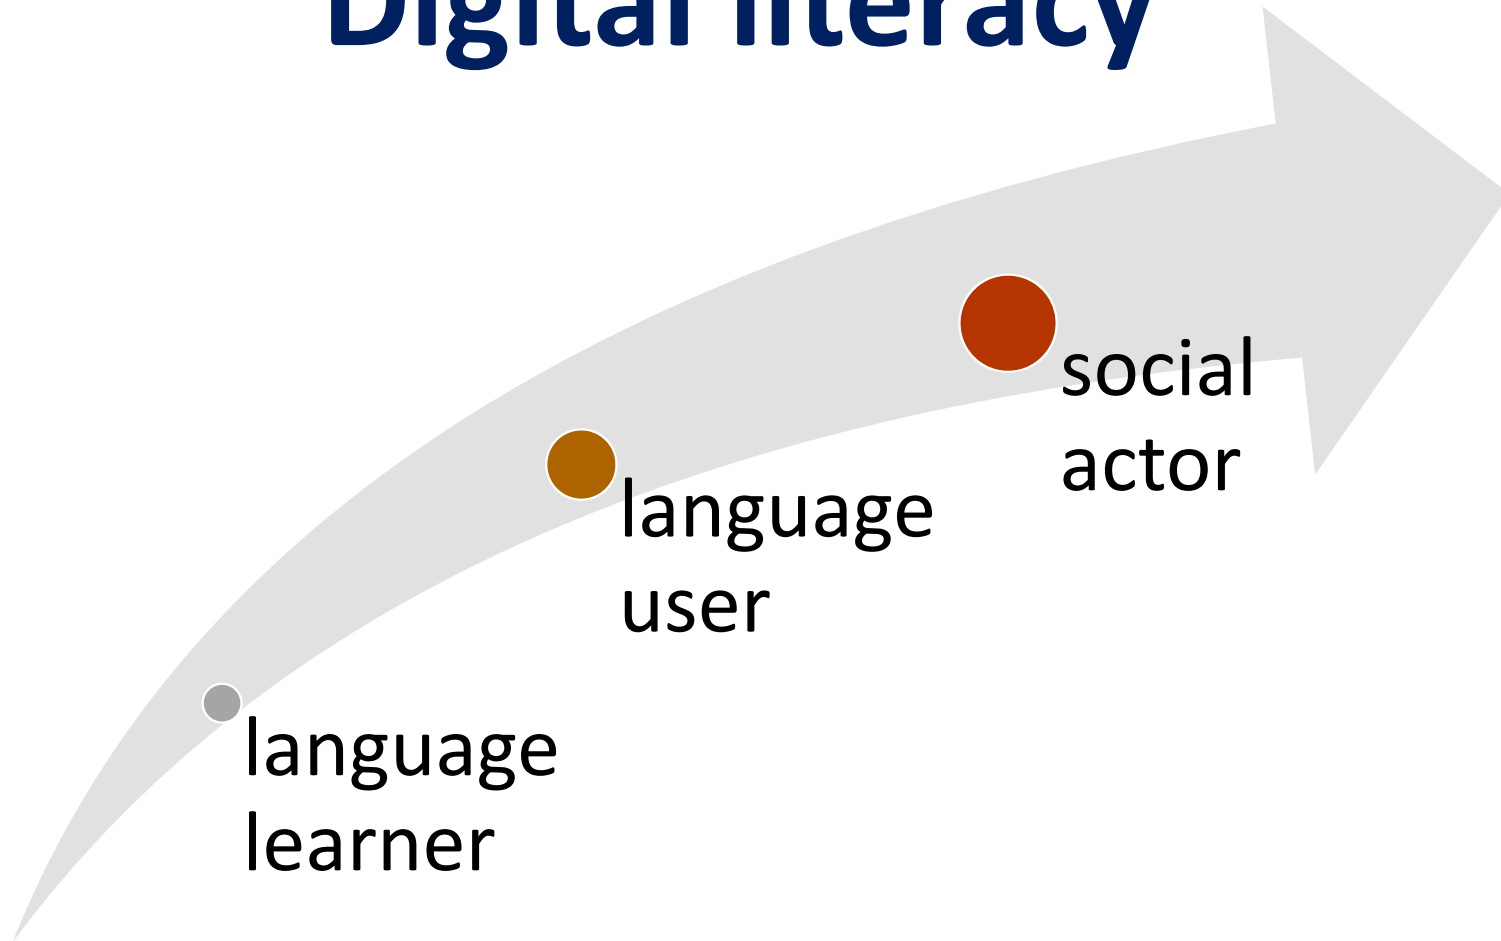 Digital literacy
social
actor
language
user
language
learner